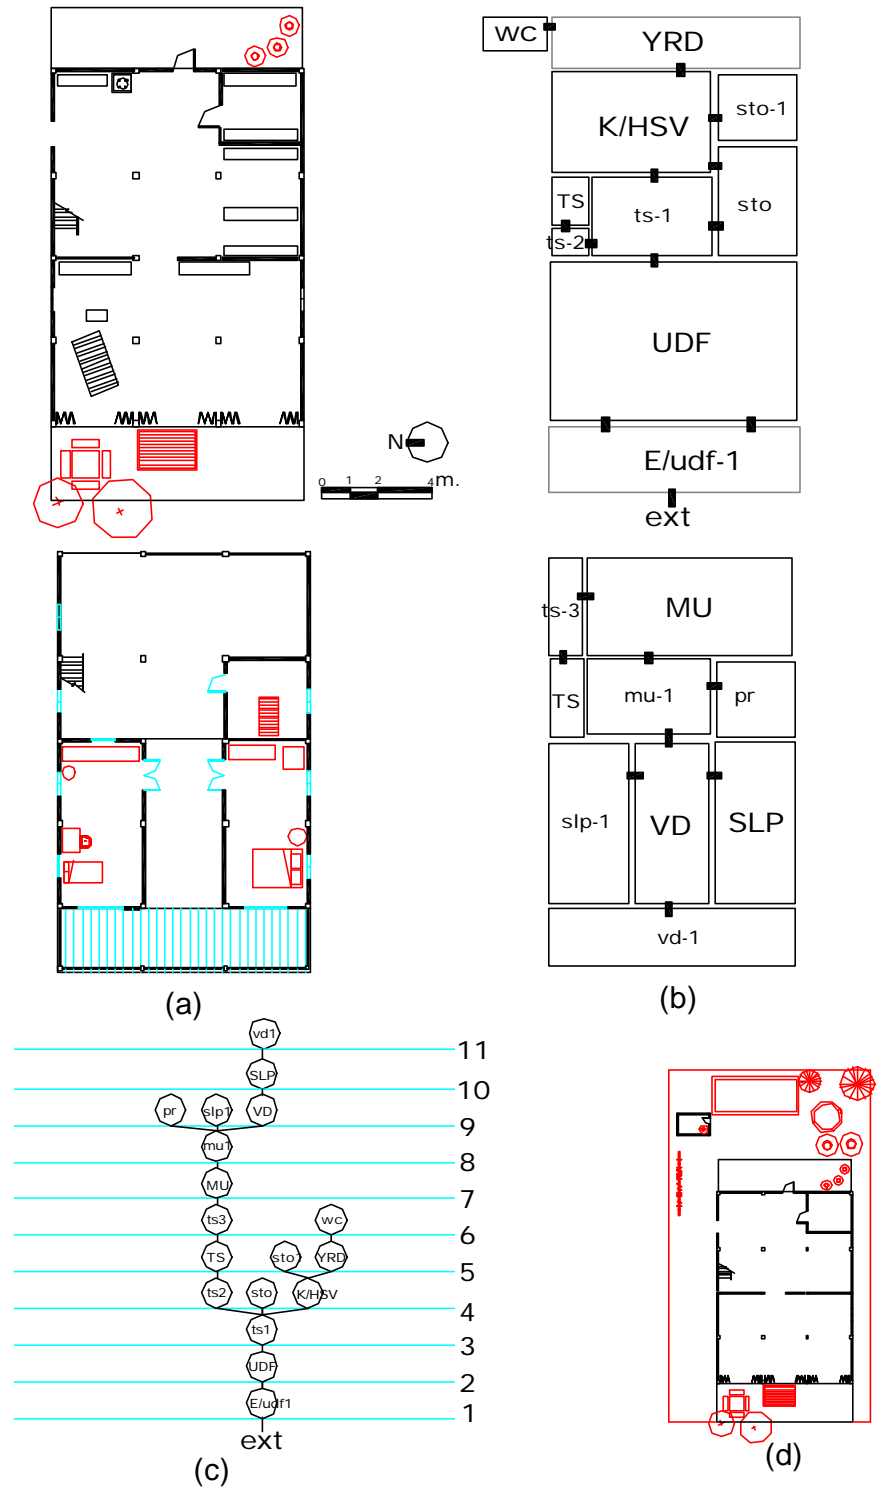 WC
YRD
K/HSV
sto-1
TS
ts-1
sto
ts-2
UDF
N
0 1 2 4 m.
E/udf-1
ext
ts-3
MU
TS
mu-1
pr
slp-1
VD
SLP
vd-1
(a)
(b)
vd1
11
SLP
10
pr
slp1
VD
9
mu1
8
MU
7
ts3
wc
6
TS
sto1
YRD
5
ts2
sto
K/HSV
4
ts1
3
UDF
2
E/udf1
1
ext
(c)
(d)